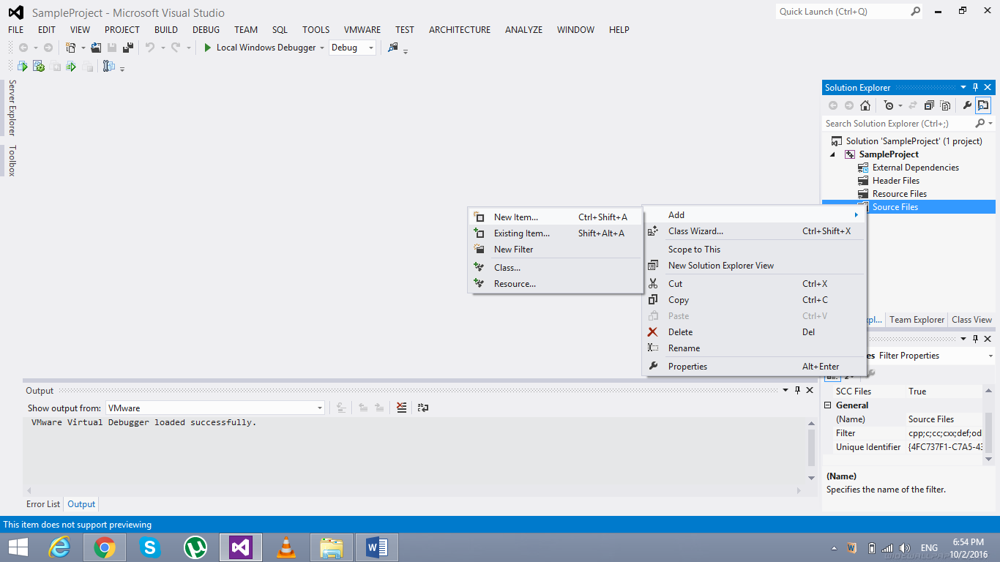 SampleProject - Microsoft Visual Studio
Quick Launch (Ctrl+Q)
FILE EDIT VIEW PROJECT BUILD DEBUG TEAM SQL TOOLS VMWARE TEST ARCHITECTURE ANALYZE WINDOW HELP
Local Windows Debugger Debug
Server Explorer
Toolbox
Solution Explorer
Search Solution Explorer (Ctrl+;)
Solution 'SampleProject' (1 project)
SampleProject
External Dependencies
Header Files
Resource Files
Source Files
New Item... Ctrl+Shift+A
Existing Item... Shift+Alt+A
New Filter
Class...
Resource...
Add
Class Wizard... Ctrl+Shift+X
Scope to This
New Solution Explorer View
Cut Ctrl+X
Copy Ctrl+C
Paste Ctrl+V
Delete Del
Rename
Properties Alt+Enter
xpl... Team Explorer Class View
es Filter Properties
SCC Files True
General
(Name) Source Files
Filter cpp;c;cc;cxx;def;od
Unique Identifier {4FC737F1-C7A5-43
(Name)
Specifies the name of the filter.
Output
Show output from: VMware
VMware Virtual Debugger loaded successfully.
Error List Output
This item does not support previewing
ENG
6:54 PM
10/2/2016